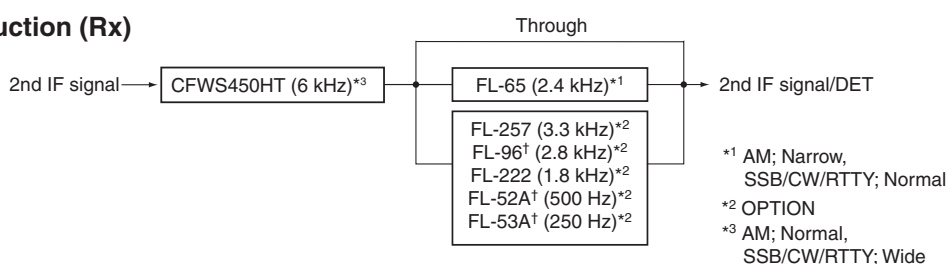 uction (Rx)
Through
2nd IF signal
CFWS450HT (6 kHz)*3
FL-65 (2.4 kHz)*1
2nd IF signal/DET
FL-257 (3.3 kHz)*2
FL-96† (2.8 kHz)*2
FL-222 (1.8 kHz)*2
FL-52A† (500 Hz)*2
FL-53A† (250 Hz)*2
*1 AM; Narrow,
SSB/CW/RTTY; Normal
*2 OPTION
*3 AM; Normal,
SSB/CW/RTTY; Wide